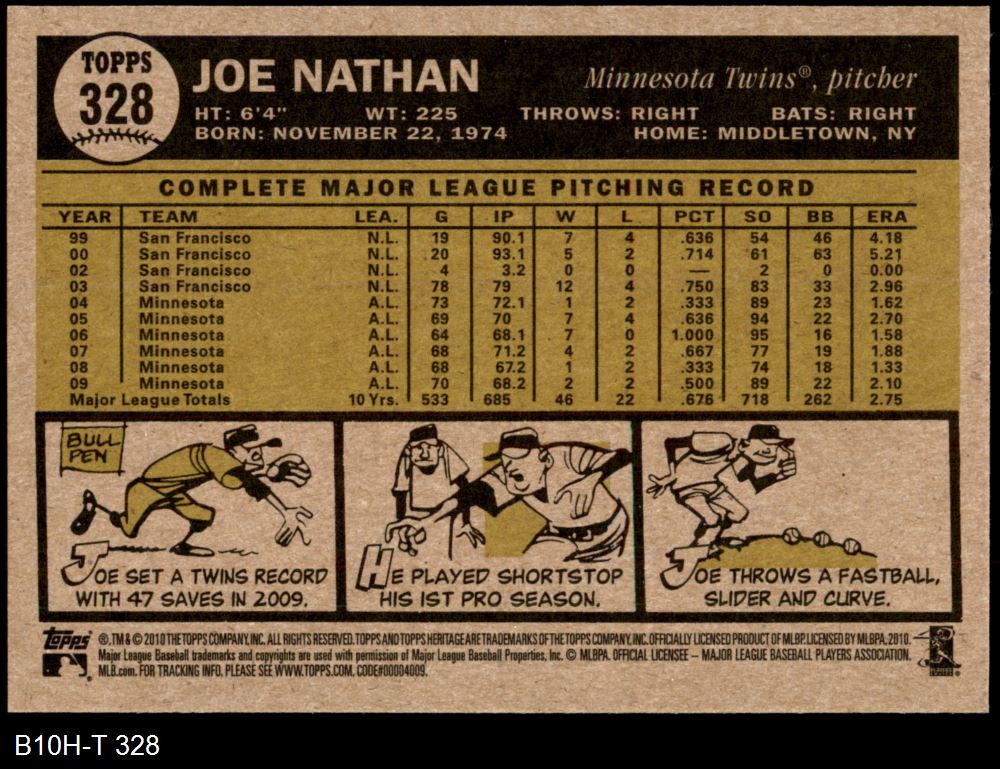 TOPPS
328
JOE NATHAN
Minnesota Twins®, pitcher
HT: 6'4" WT: 225 THROWS: RIGHT BATS: RIGHT
BORN: NOVEMBER 22, 1974 HOME: MIDDLETOWN, NY
COMPLETE MAJOR LEAGUE PITCHING RECORD
YEAR TEAM LEA. G IP W L PCT SO BB ERA
99 San Francisco N.L. 19 90.1 7 4 .636 54 46 4.18
00 San Francisco N.L. 20 93.1 5 2 .714 61 63 5.21
02 San Francisco N.L. 4 3.2 0 0 — 2 0 0.00
03 San Francisco N.L. 78 79 12 4 .750 83 33 2.96
04 Minnesota A.L. 73 72.1 1 2 .333 89 23 1.62
05 Minnesota A.L. 69 70 7 4 .636 94 22 2.70
06 Minnesota A.L. 64 68.1 7 0 1.000 95 16 1.58
07 Minnesota A.L. 68 71.2 4 2 .667 77 19 1.88
08 Minnesota A.L. 68 67.2 1 2 .333 74 18 1.33
09 Minnesota A.L. 70 68.2 2 2 .500 89 22 2.10
Major League Totals 10 Yrs. 533 685 46 22 .676 718 262 2.75
BULL
PEN
JOE SET A TWINS RECORD
WITH 47 SAVES IN 2009.
HE PLAYED SHORTSTOP
HIS 1ST PRO SEASON.
JOE THROWS A FASTBALL,
SLIDER AND CURVE.
Topps ®, TM & © 2010 THE TOPPS COMPANY, INC. ALL RIGHTS RESERVED. TOPPS AND TOPPS HERITAGE ARE TRADEMARKS OF THE TOPPS COMPANY, INC. OFFICIALLY LICENSED PRODUCT OF MLBP. LICENSED BY MLBPA, 2010.
Major League Baseball trademarks and copyrights are used with permission of Major League Baseball Properties, Inc. © MLBPA. OFFICIAL LICENSEE – MAJOR LEAGUE BASEBALL PLAYERS ASSOCIATION.
MLB.com. FOR TRACKING INFO, PLEASE SEE WWW.TOPPS.COM. CODE#00004009.
B10H-T 328